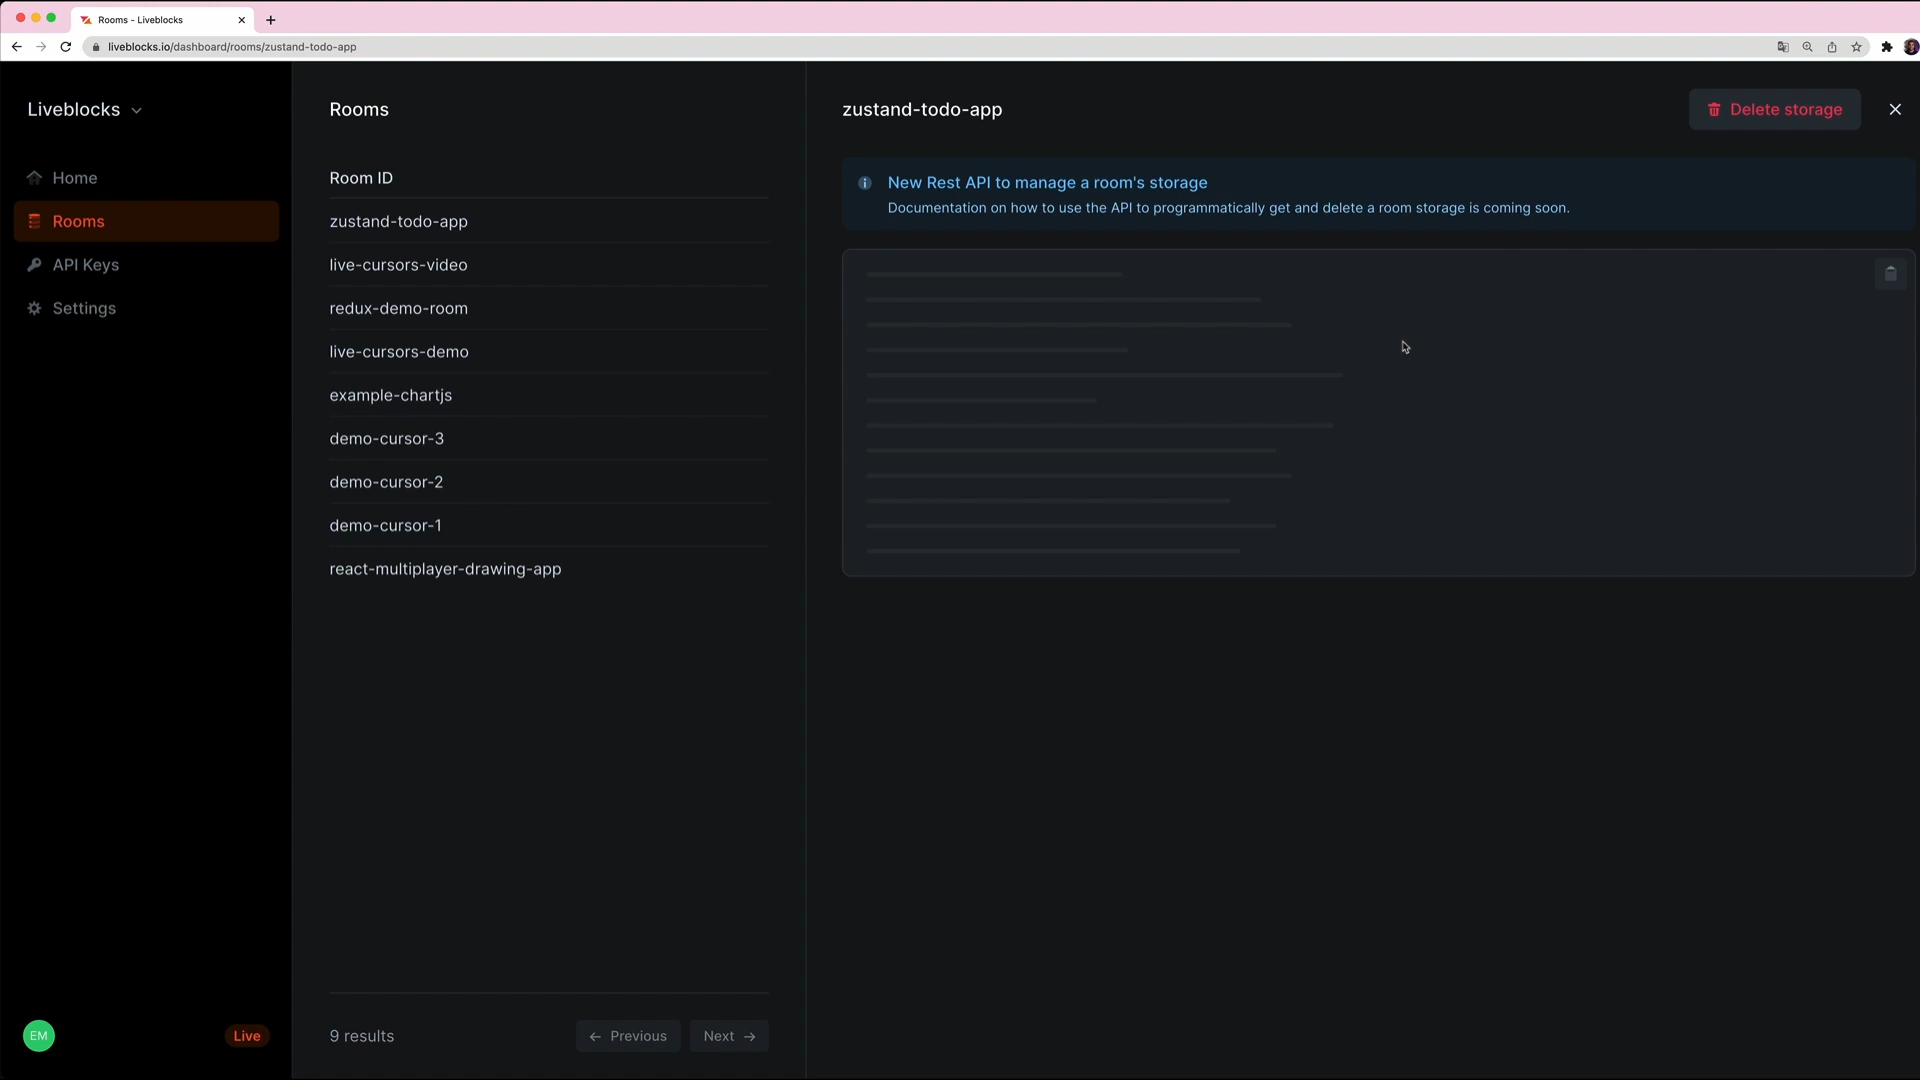 Rooms - Liveblocks
liveblocks.io/dashboard/rooms/zustand-todo-app
Liveblocks
Home
Rooms
API Keys
Settings
EM
Live
Rooms
Room ID
zustand-todo-app
live-cursors-video
redux-demo-room
live-cursors-demo
example-chartjs
demo-cursor-3
demo-cursor-2
demo-cursor-1
react-multiplayer-drawing-app
9 results
← Previous
Next →
zustand-todo-app
Delete storage
New Rest API to manage a room's storage
Documentation on how to use the API to programmatically get and delete a room storage is coming soon.